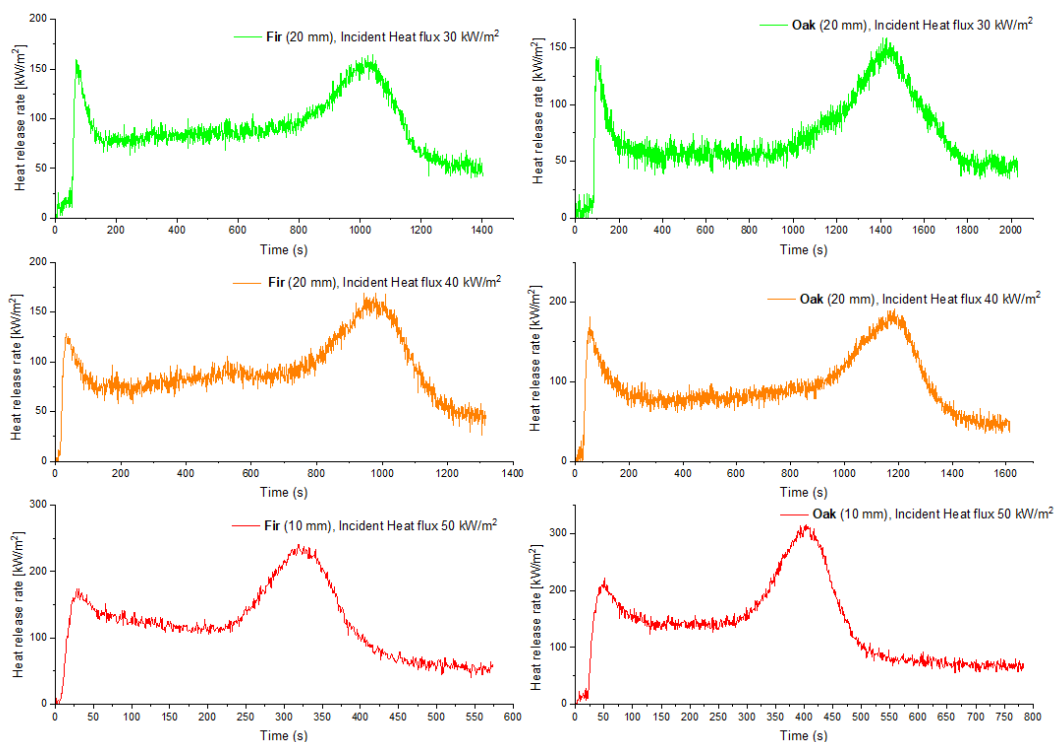 Fir (20 mm), Incident Heat flux 30 kW/m²
Heat release rate [kW/m²]
200
150
100
50
0
0 200 400 600 800 1000 1200 1400
Time (s)
Oak (20 mm), Incident Heat flux 30 kW/m²
Heat release rate [kW/m²]
150
100
50
0
0 200 400 600 800 1000 1200 1400 1600 1800 2000
Time (s)
Fir (20 mm), Incident Heat flux 40 kW/m²
Heat release rate [kW/m²]
200
150
100
50
0
0 200 400 600 800 1000 1200 1400
Time (s)
Oak (20 mm), Incident Heat flux 40 kW/m²
Heat release rate [kW/m²]
200
100
0
0 200 400 600 800 1000 1200 1400 1600
Time (s)
Fir (10 mm), Incident Heat flux 50 kW/m²
Heat release rate [kW/m²]
300
200
100
0
0 50 100 150 200 250 300 350 400 450 500 550 600
Time (s)
Oak (10 mm), Incident Heat flux 50 kW/m²
Heat release rate [kW/m²]
300
200
100
0
0 50 100 150 200 250 300 350 400 450 500 550 600 650 700 750 800
Time (s)